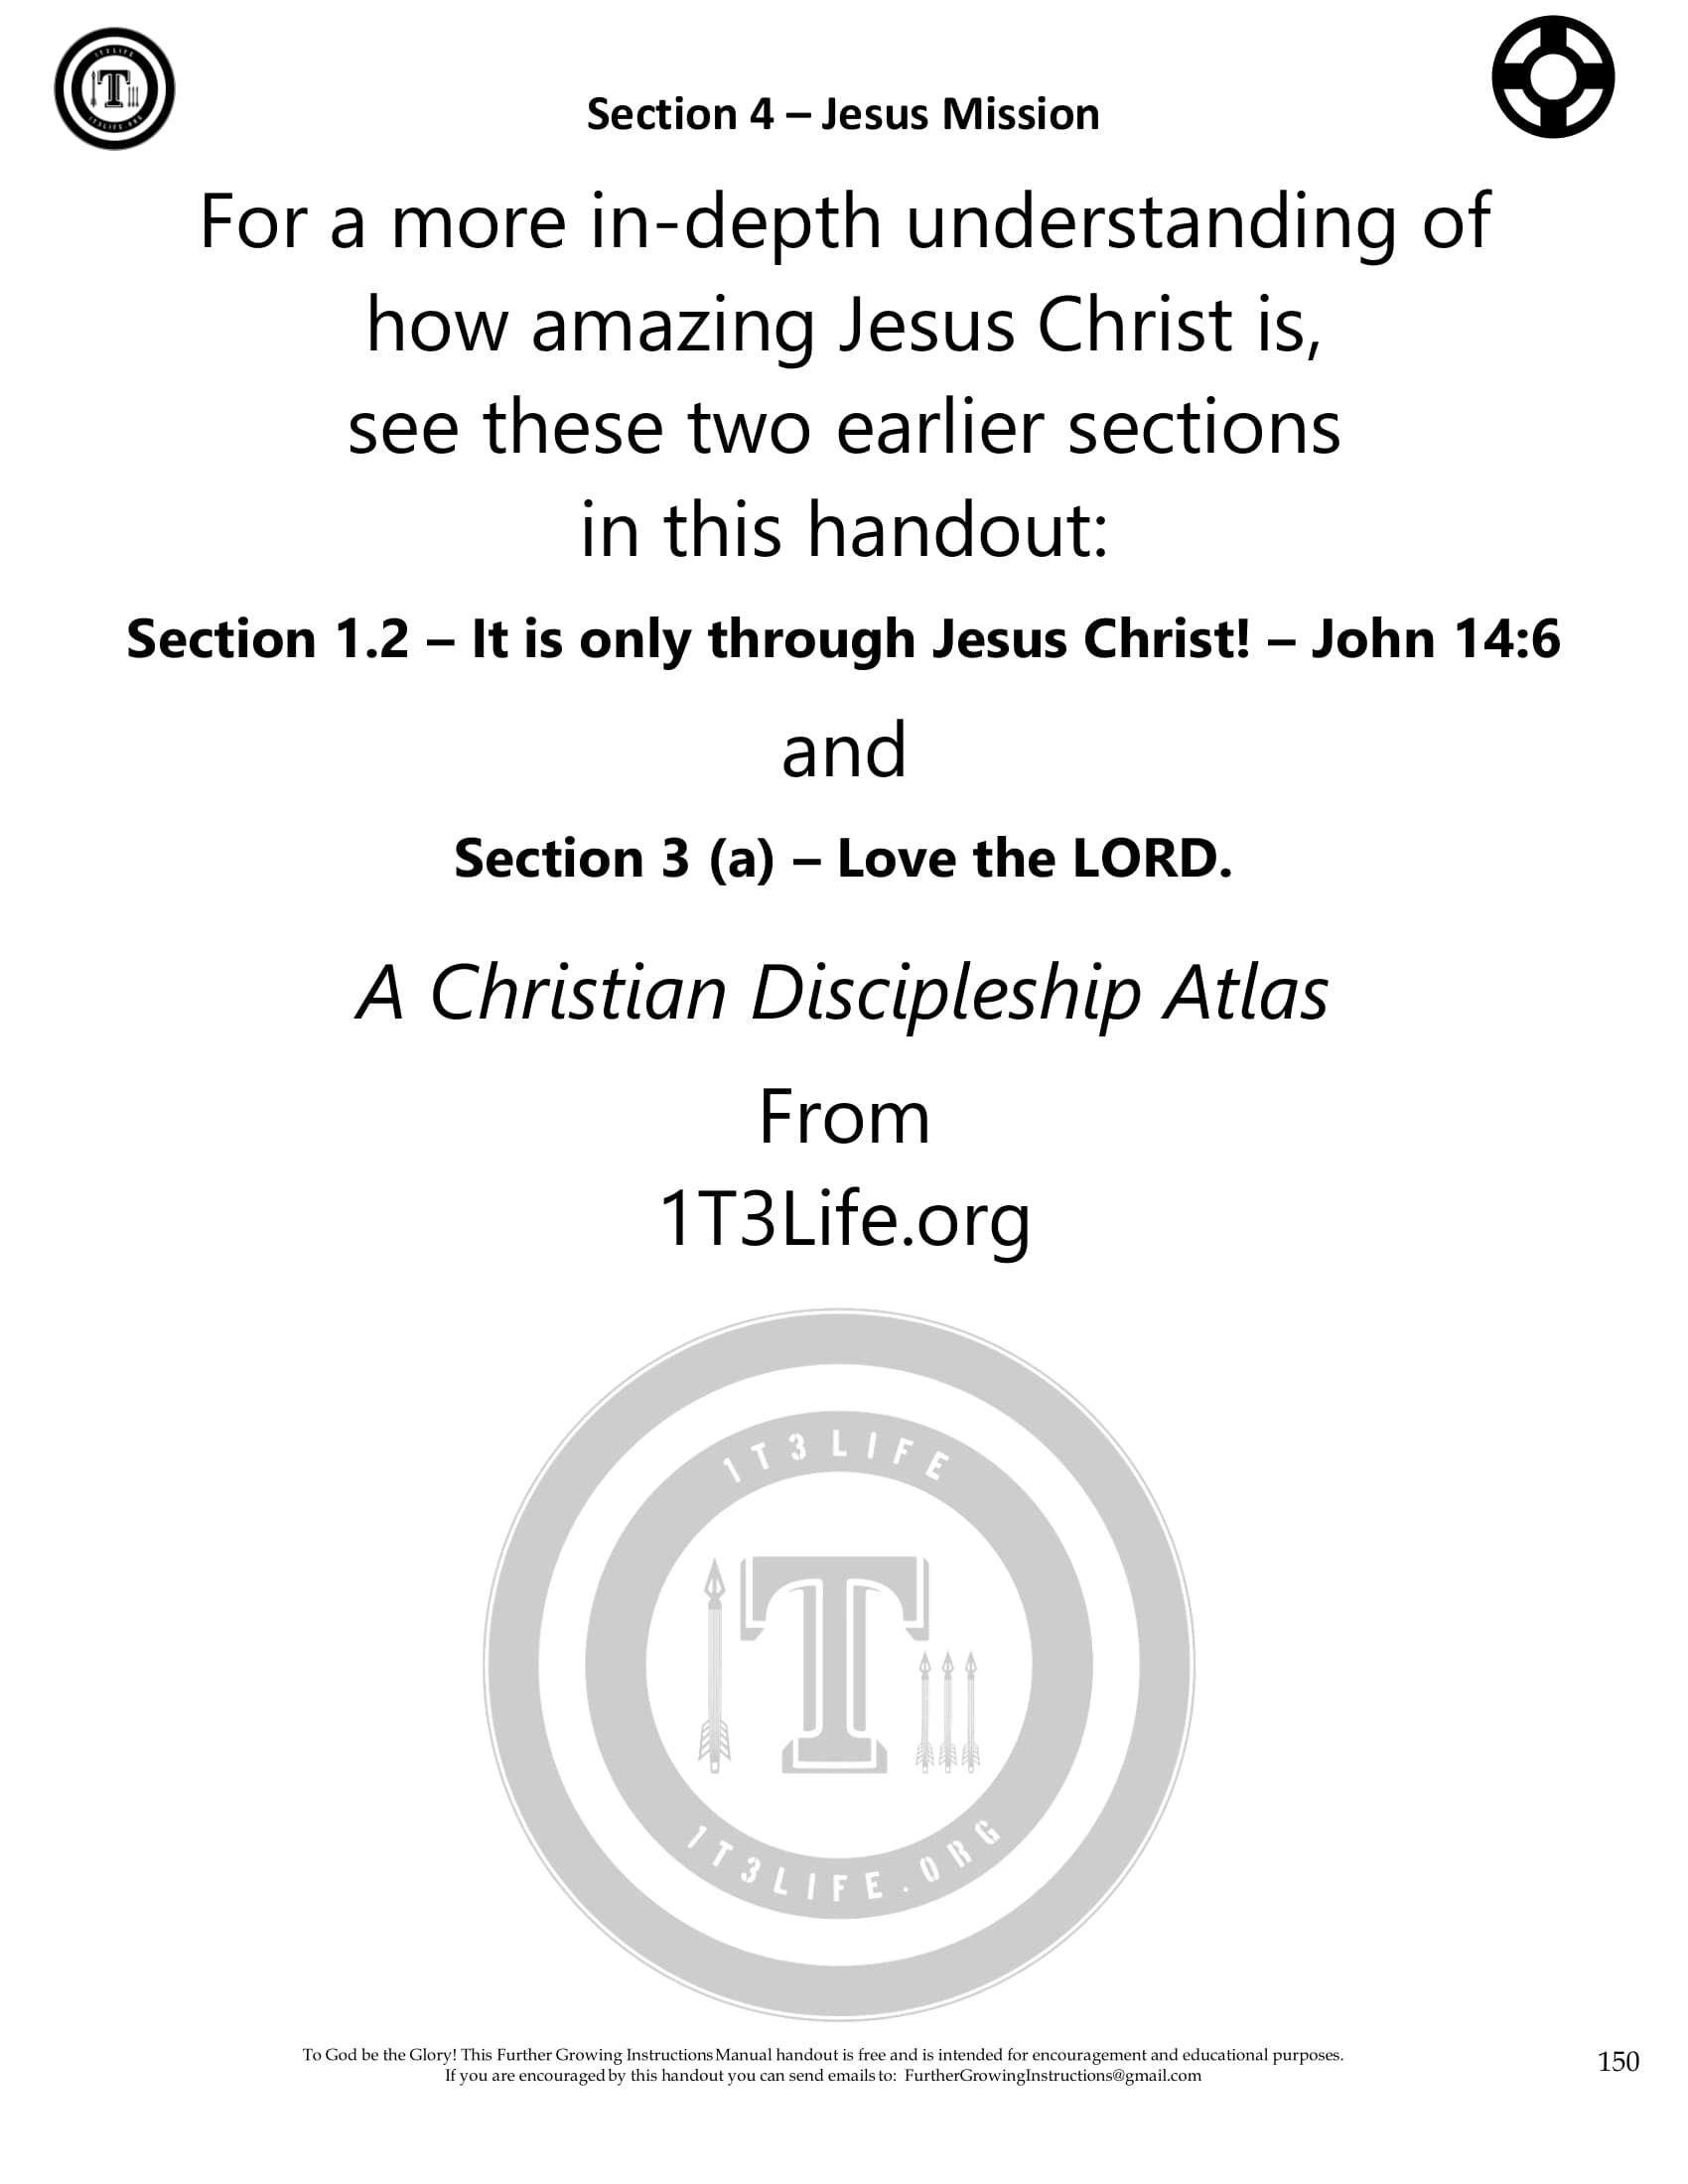 1T3LIFE
T
1T3LIFE.ORG
Section 4 – Jesus Mission
For a more in-depth understanding of
how amazing Jesus Christ is,
see these two earlier sections
in this handout:
Section 1.2 – It is only through Jesus Christ! – John 14:6
and
Section 3 (a) – Love the LORD.
A Christian Discipleship Atlas
From
1T3Life.org
1T3LIFE
T
1T3LIFE.ORG
To God be the Glory! This Further Growing Instructions Manual handout is free and is intended for encouragement and educational purposes.
If you are encouraged by this handout you can send emails to: FurtherGrowingInstructions@gmail.com
150